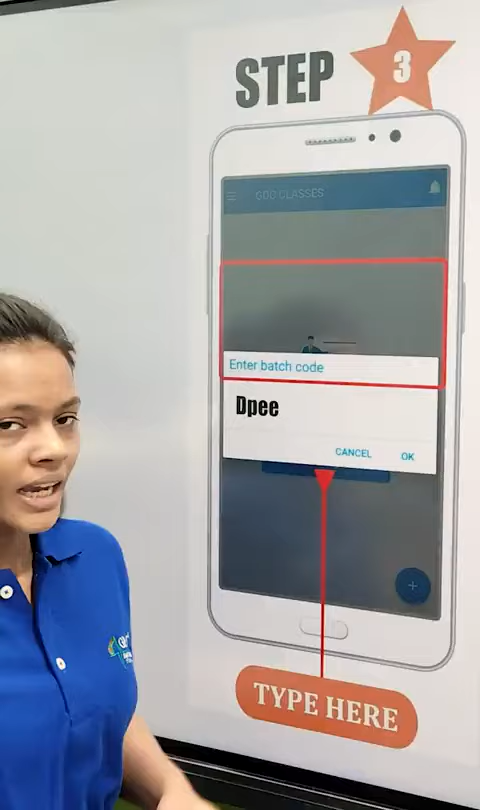 STEP 3
GDC CLASSES
Enter batch code
Dpee
CANCEL OK
+
TYPE HERE